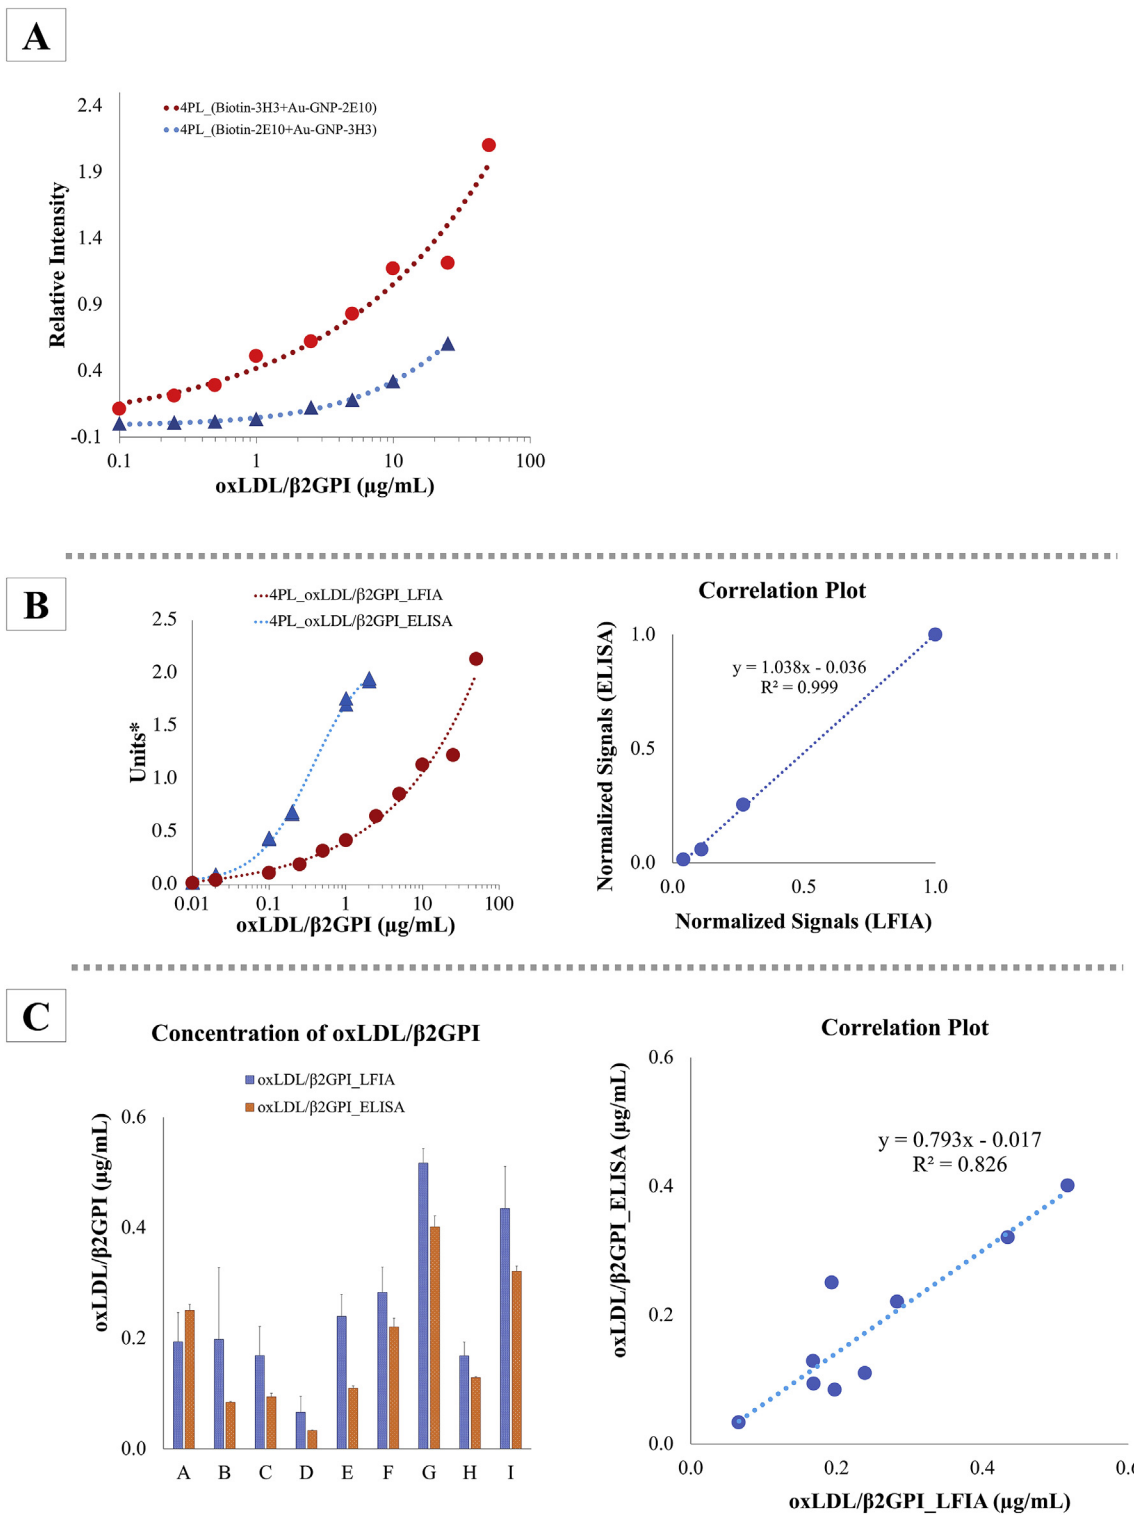 A
4PL_(Biotin-3H3+Au-GNP-2E10)
4PL_(Biotin-2E10+Au-GNP-3H3)
2.4
1.9
1.4
0.9
0.4
-0.1
Relative Intensity
0.1 1 10 100
oxLDL/β2GPI (μg/mL)
B
4PL_oxLDL/β2GPI_LFIA
4PL_oxLDL/β2GPI_ELISA
2.5
2.0
1.5
1.0
0.5
0.0
Units*
0.01 0.1 1 10 100
oxLDL/β2GPI (μg/mL)
Correlation Plot
y = 1.038x - 0.036
R² = 0.999
1.0
0.5
0.0
Normalized Signals (ELISA)
0.0 0.5 1.0
Normalized Signals (LFIA)
C
Concentration of oxLDL/β2GPI
oxLDL/β2GPI_LFIA
oxLDL/β2GPI_ELISA
0.6
0.4
0.2
0.0
oxLDL/β2GPI (μg/mL)
A B C D E F G H I
Correlation Plot
y = 0.793x - 0.017
R² = 0.826
0.6
0.4
0.2
0.0
oxLDL/β2GPI_ELISA (μg/mL)
0.0 0.2 0.4
oxLDL/β2GPI_LFIA (μg/mL)